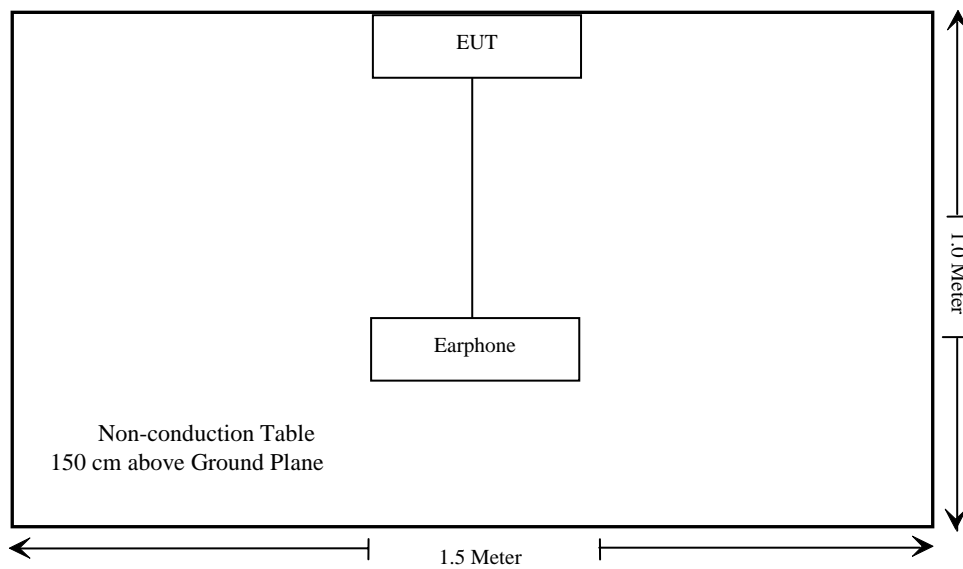 EUT
1.0 Meter
Earphone
Non-conduction Table
150 cm above Ground Plane
1.5 Meter